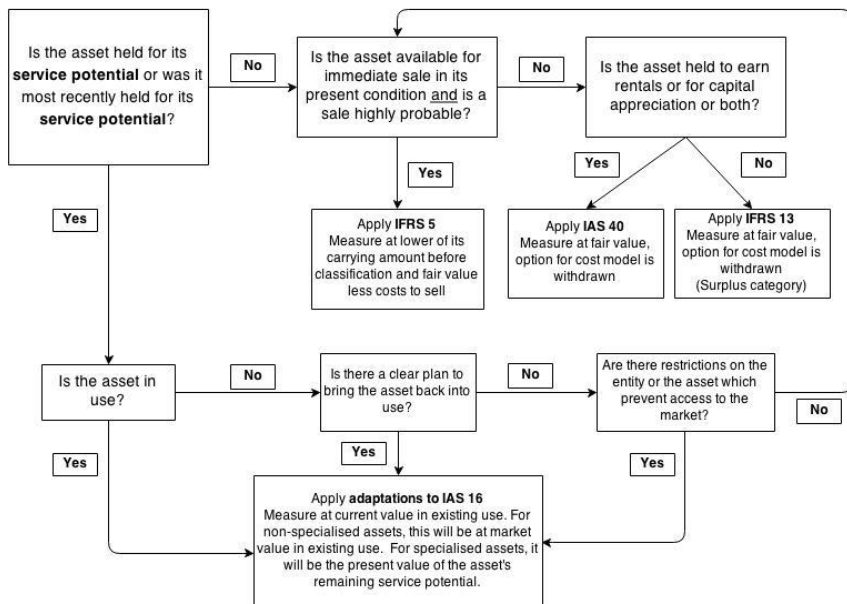 Is the asset held for its
service potential or was it
most recently held for its
service potential?
No
Is the asset available for
immediate sale in its
present condition and is a
sale highly probable?
No
Is the asset held to earn
rentals or for capital
appreciation or both?
Yes
Yes
Yes
No
Apply IFRS 5
Measure at lower of its
carrying amount before
classification and fair value
less costs to sell
Apply IAS 40
Measure at fair value,
option for cost model is
withdrawn
Apply IFRS 13
Measure at fair value,
option for cost model is
withdrawn
(Surplus category)
Is the asset in
use?
No
Is there a clear plan to
bring the asset back into
use?
No
Are there restrictions on the
entity or the asset which
prevent access to the
market?
No
Yes
Yes
Yes
Apply adaptations to IAS 16
Measure at current value in existing use. For
non-specialised assets, this will be at market
value in existing use. For specialised assets, it
will be the present value of the asset's
remaining service potential.